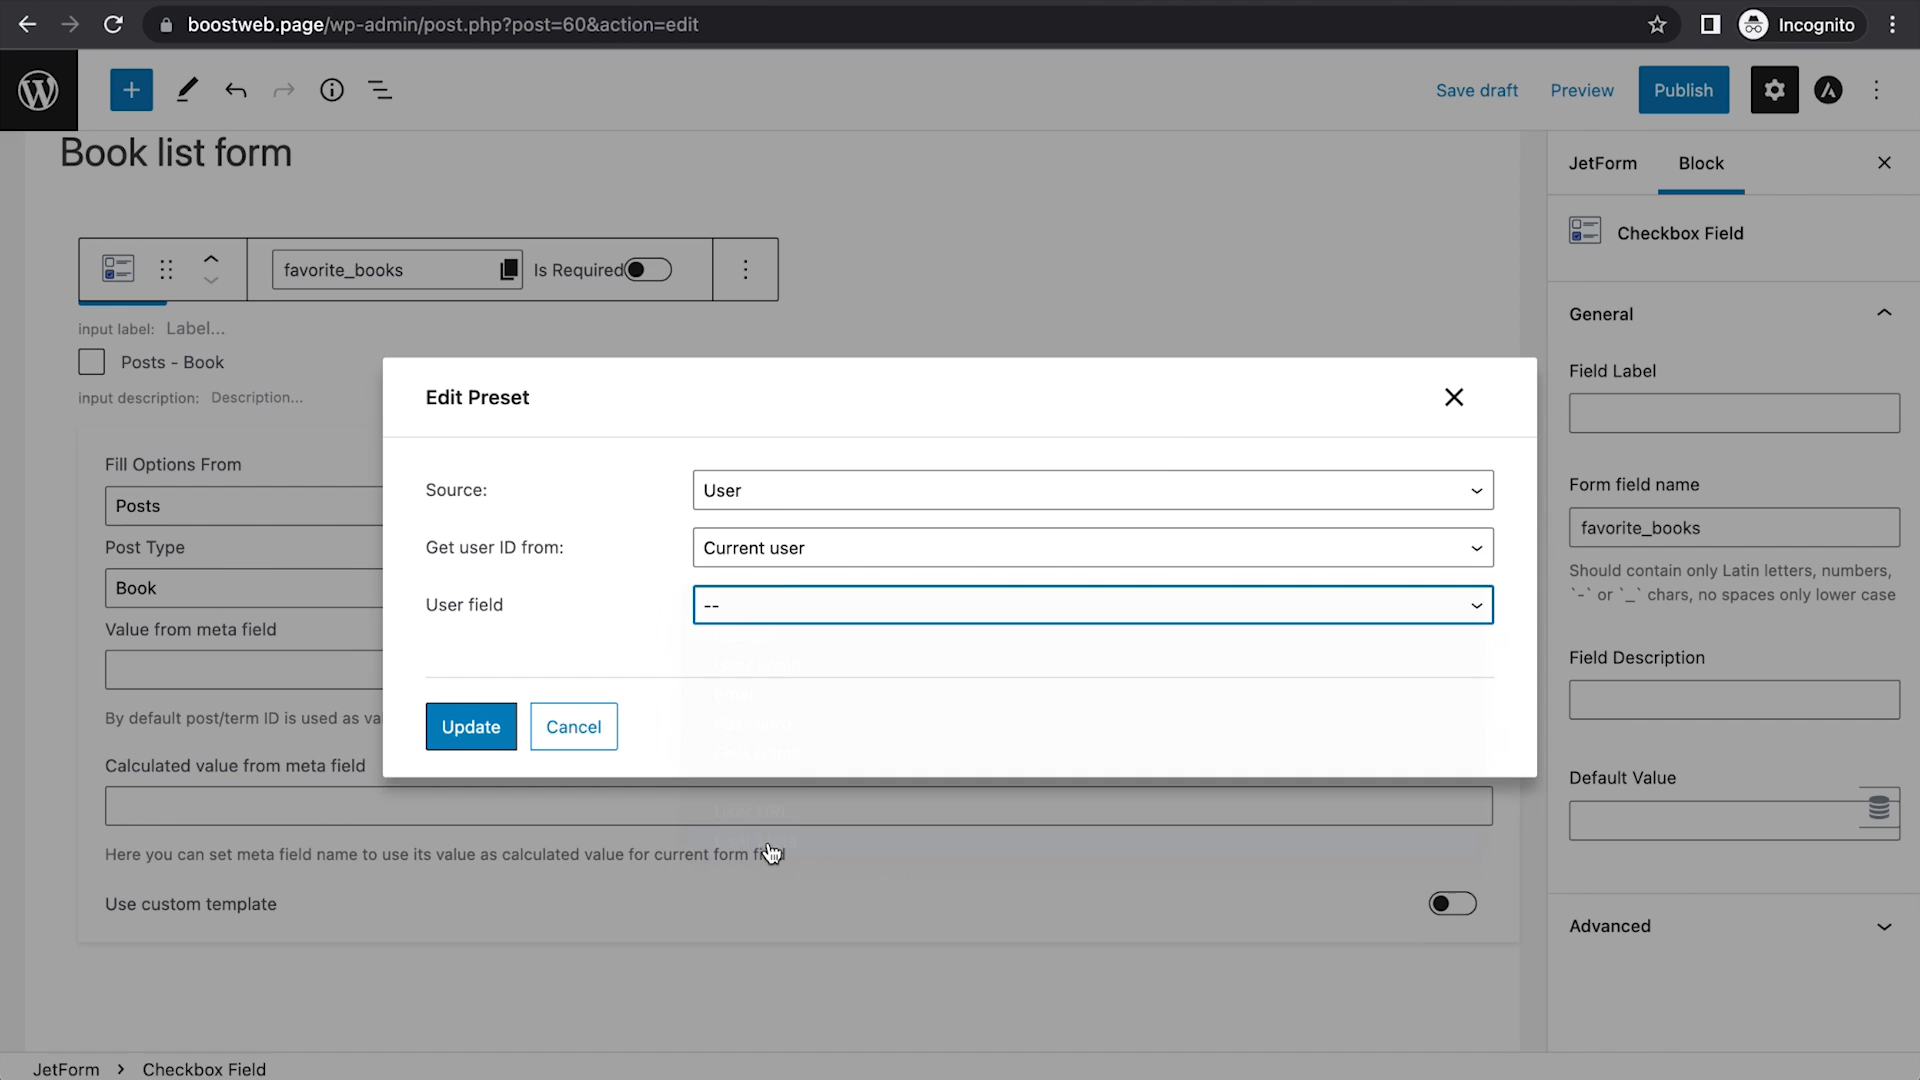 boostweb.page/wp-admin/post.php?post=60&action=edit
Incognito
Save draft
Preview
Publish
Book list form
JetForm
Block
Checkbox Field
favorite_books
Is Required
input label:
Label...
Posts - Book
input description:
Description...
General
Field Label
Edit Preset
Fill Options From
Posts
Post Type
Book
Value from meta field
By default post/term ID is used as
Source:
User
Get user ID from:
Current user
User field
--
Update
Cancel
Form field name
favorite_books
Should contain only Latin letters, numbers,
`-` or `_` chars, no spaces only lower case
Field Description
Default Value
Calculated value from meta field
Here you can set meta field name to use its value as calculated value for current form field
Use custom template
Advanced
JetForm
Checkbox Field